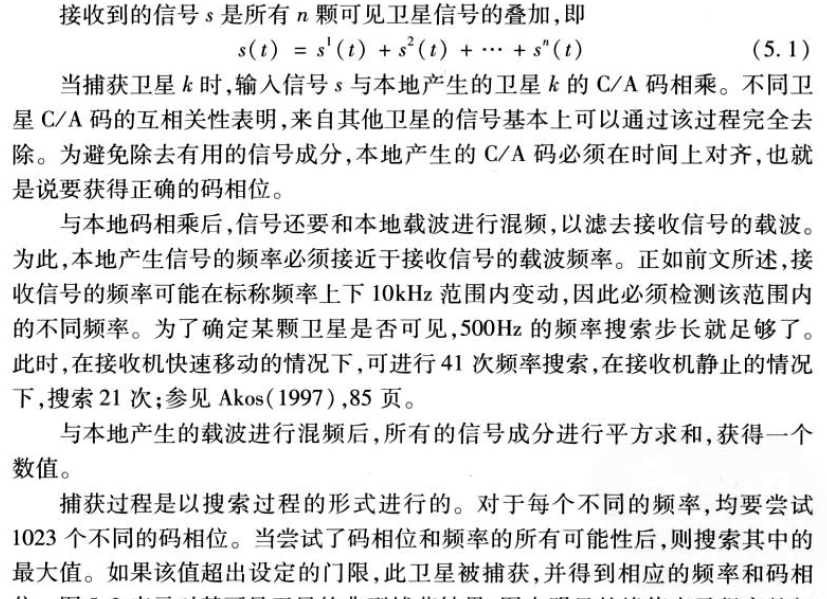 接收到的信号 s 是所有 n 颗可见卫星信号的叠加,即
s(t) = s¹(t) + s²(t) + ··· + sⁿ(t) (5.1)
当捕获卫星 k 时,输入信号 s 与本地产生的卫星 k 的 C/A 码相乘。不同卫
星 C/A 码的互相关性表明,来自其他卫星的信号基本上可以通过该过程完全去
除。为避免除去有用的信号成分,本地产生的 C/A 码必须在时间上对齐,也就
是说要获得正确的码相位。
与本地码相乘后,信号还要和本地载波进行混频,以滤去接收信号的载波。
为此,本地产生信号的频率必须接近于接收信号的载波频率。正如前文所述,接
收信号的频率可能在标称频率上下 10kHz 范围内变动,因此必须检测该范围内
的不同频率。为了确定某颗卫星是否可见,500Hz 的频率搜索步长就足够了。
此时,在接收机快速移动的情况下,可进行 41 次频率搜索,在接收机静止的情况
下,搜索 21 次;参见 Akos(1997),85 页。
与本地产生的载波进行混频后,所有的信号成分进行平方求和,获得一个
数值。
捕获过程是以搜索过程的形式进行的。对于每个不同的频率,均要尝试
1023 个不同的码相位。当尝试了码相位和频率的所有可能性后,则搜索其中的
最大值。如果该值超出设定的门限,此卫星被捕获,并得到相应的频率和码相